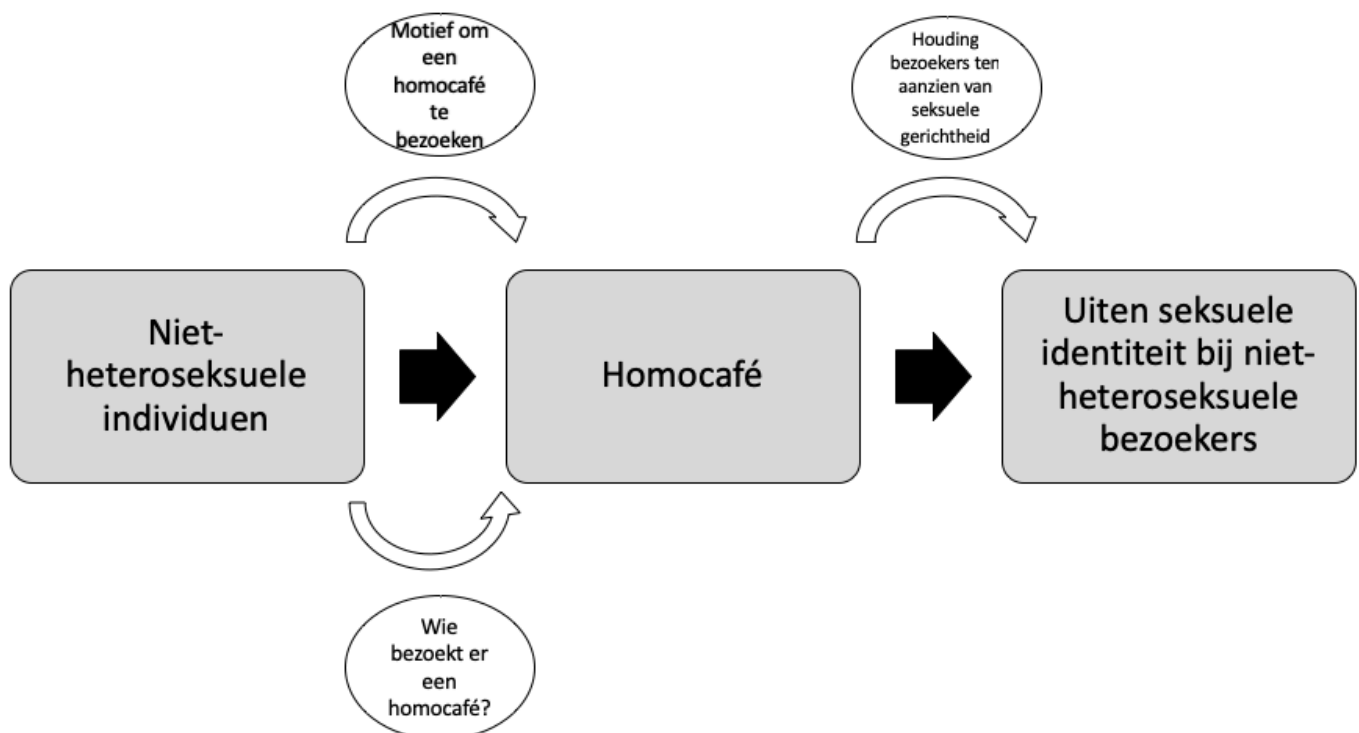 Motief om
een
homocafé
te
bezoeken
Houding
bezoekers ten
aanzien van
seksuele
gerichtheid
Niet-
heteroseksuele
individuen
Homocafé
Uiten seksuele
identiteit bij niet-
heteroseksuele
bezoekers
Wie
bezoekt er
een
homocafé?